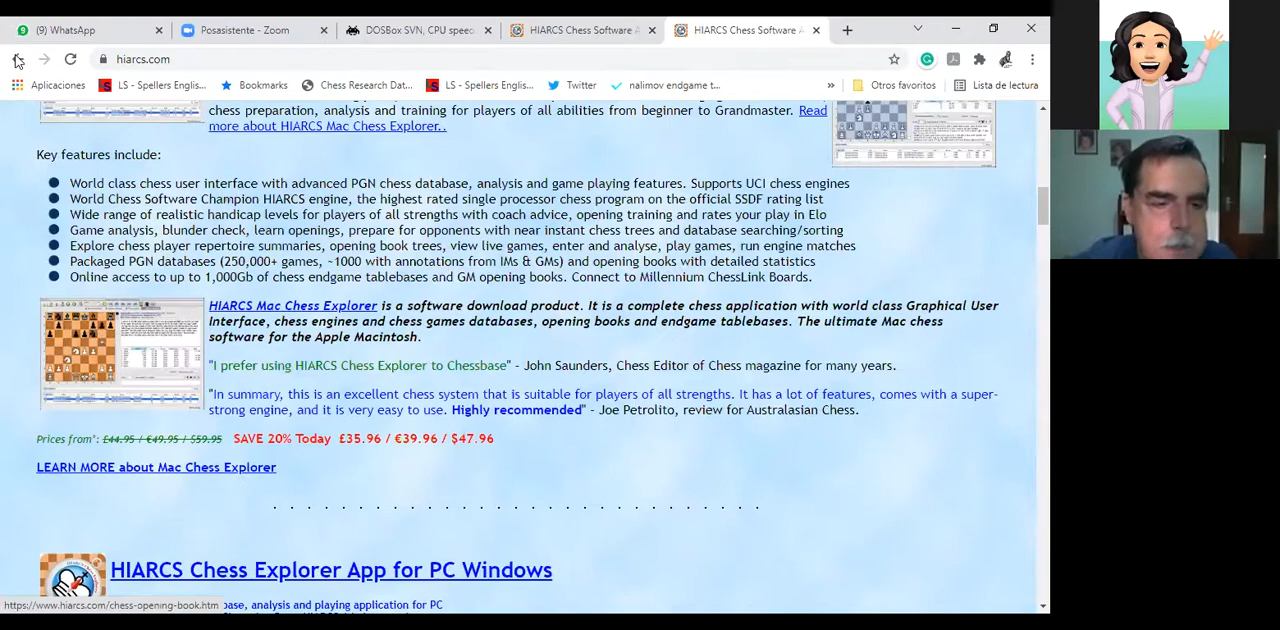 (9) WhatsApp
Posasistente - Zoom
DOSBox SVN, CPU speed
HIARCS Chess Software A
HIARCS Chess Software A
hiarcs.com
Aplicaciones
LS - Spellers Englis...
Bookmarks
Chess Research Dat...
LS - Spellers Englis...
Twitter
nalimov endgame t...
»
Otros favoritos
Lista de lectura
chess preparation, analysis and training for players of all abilities from beginner to Grandmaster. Read
more about HIARCS Mac Chess Explorer..
Key features include:
World class chess user interface with advanced PGN chess database, analysis and game playing features. Supports UCI chess engines
World Chess Software Champion HIARCS engine, the highest rated single processor chess program on the official SSDF rating list
Wide range of realistic handicap levels for players of all strengths with coach advice, opening training and rates your play in Elo
Game analysis, blunder check, learn openings, prepare for opponents with near instant chess trees and database searching/sorting
Explore chess player repertoire summaries, opening book trees, view live games, enter and analyse, play games, run engine matches
Packaged PGN databases (250,000+ games, ~1000 with annotations from IMs & GMs) and opening books with detailed statistics
Online access to up to 1,000Gb of chess endgame tablebases and GM opening books. Connect to Millennium ChessLink Boards.
HIARCS Mac Chess Explorer is a software download product. It is a complete chess application with world class Graphical User
Interface, chess engines and chess games databases, opening books and endgame tablebases. The ultimate Mac chess
software for the Apple Macintosh.
"I prefer using HIARCS Chess Explorer to Chessbase" - John Saunders, Chess Editor of Chess magazine for many years.
"In summary, this is an excellent chess system that is suitable for players of all strengths. It has a lot of features, comes with a super-
strong engine, and it is very easy to use. Highly recommended" - Joe Petrolito, review for Australasian Chess.
Prices from*: £44.95 / €49.95 / $59.95 SAVE 20% Today £35.96 / €39.96 / $47.96
LEARN MORE about Mac Chess Explorer
HIARCS Chess Explorer App for PC Windows
base, analysis and playing application for PC
https://www.hiarcs.com/chess-opening-book.htm